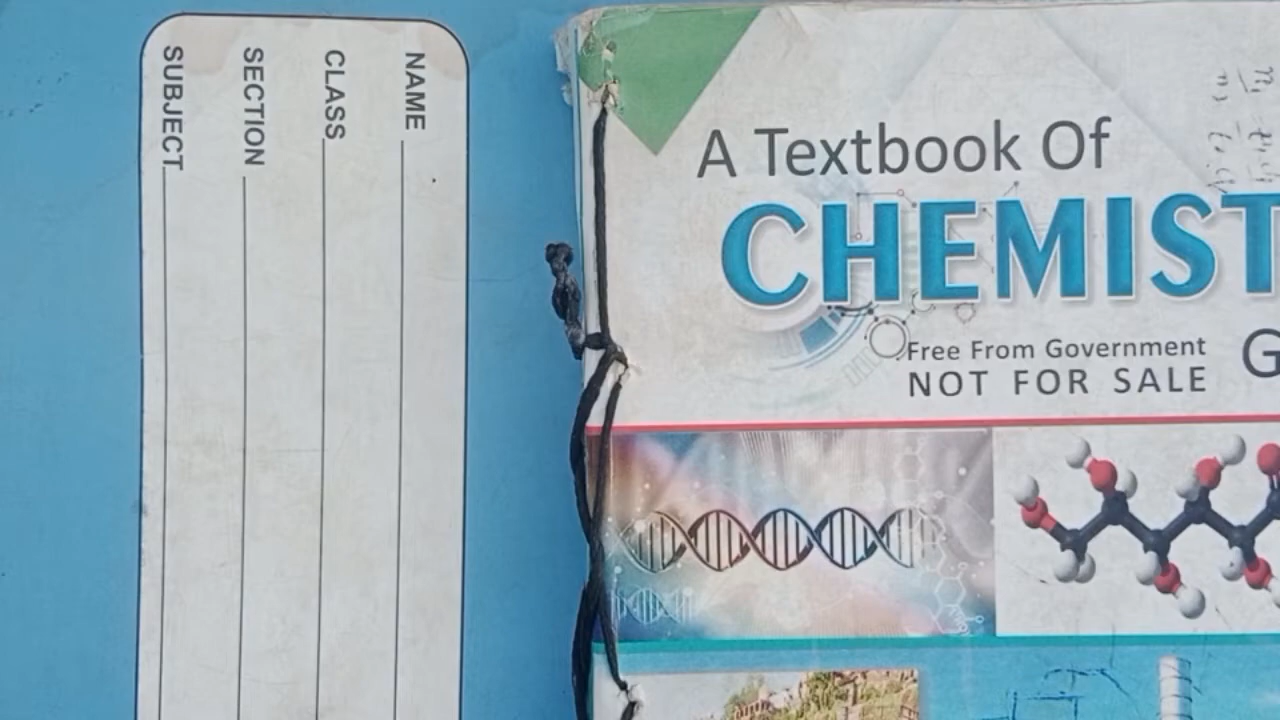 NAME
CLASS
SECTION
SUBJECT
A Textbook Of
CHEMIST
Free From Government
NOT FOR SALE
G